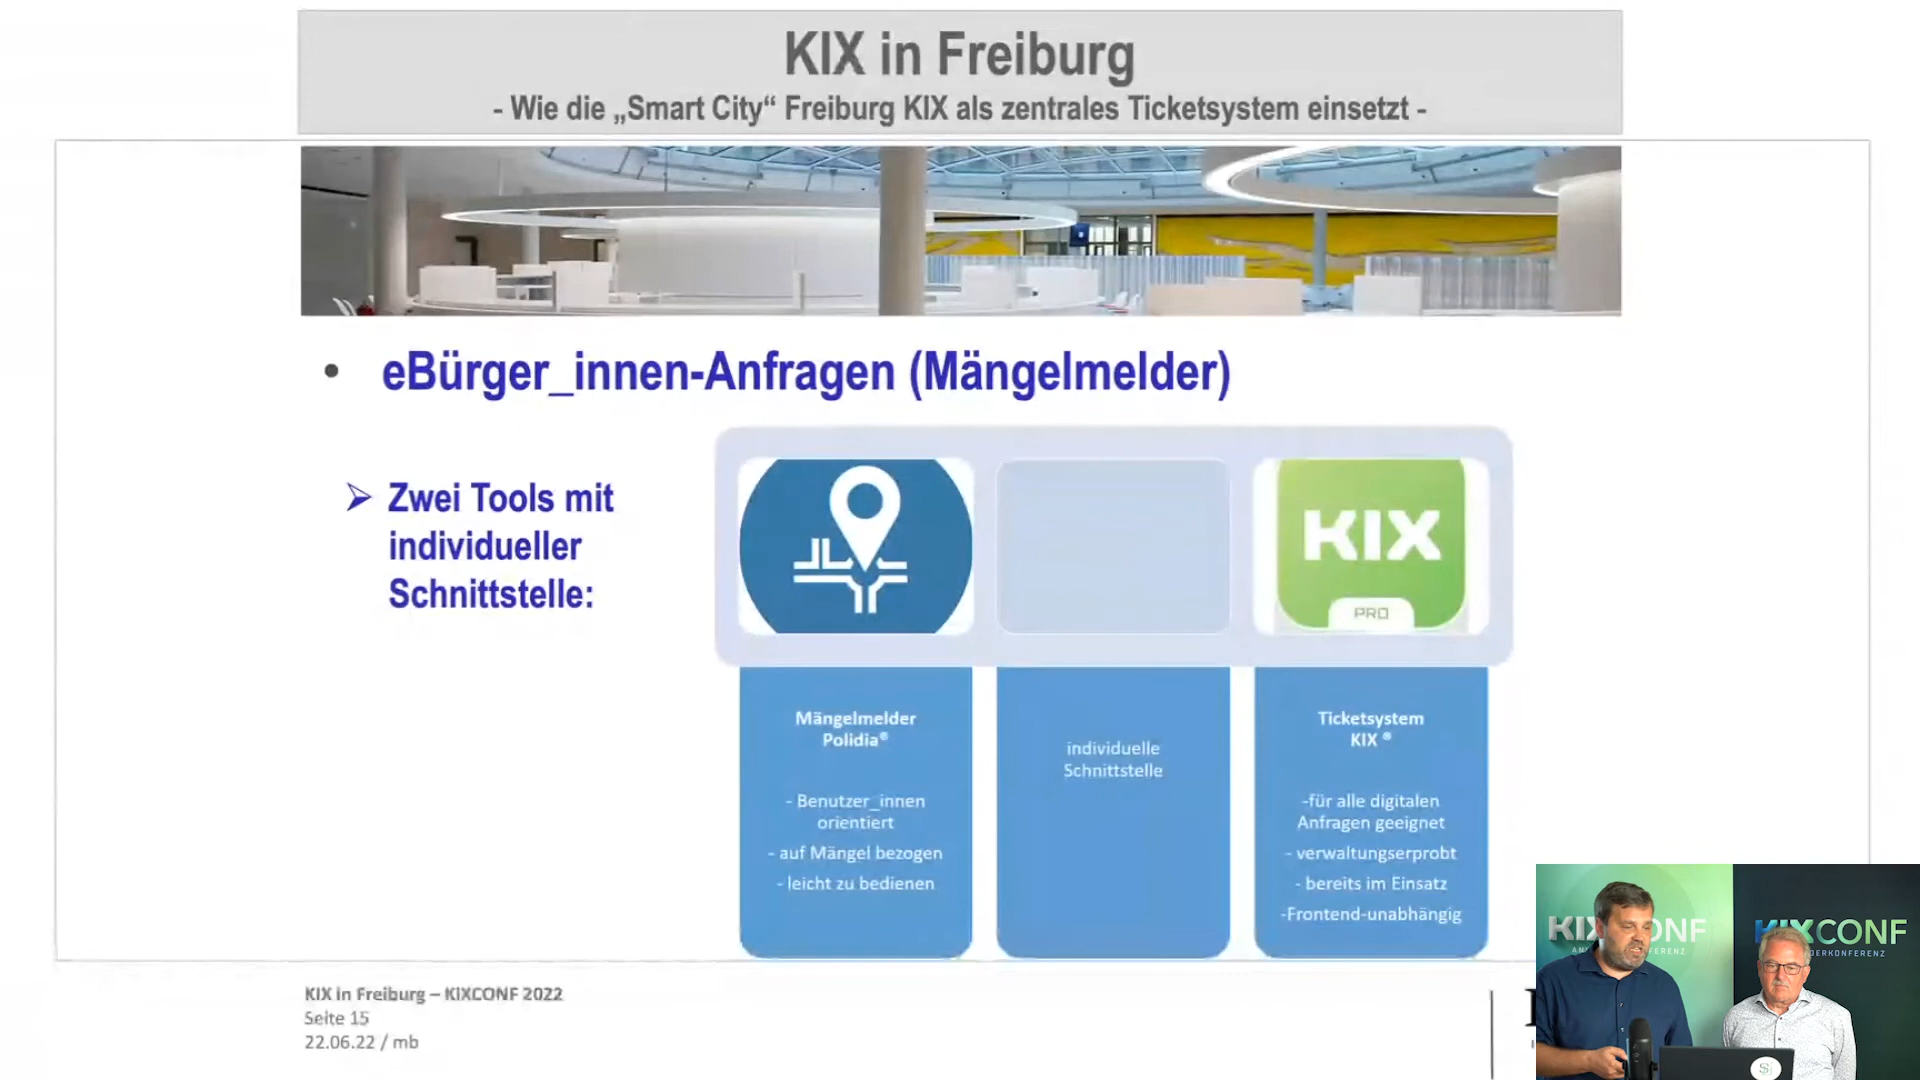 KIX in Freiburg
- Wie die „Smart City“ Freiburg KIX als zentrales Ticketsystem einsetzt -
• eBürger_innen-Anfragen (Mängelmelder)
➢ Zwei Tools mit
individueller
Schnittstelle:
KIX
PRO
Mängelmelder
Polidia®
- Benutzer_innen
orientiert
- auf Mängel bezogen
- leicht zu bedienen
individuelle
Schnittstelle
Ticketsystem
KIX ®
-für alle digitalen
Anfragen geeignet
- verwaltungserprobt
- bereits im Einsatz
-Frontend-unabhängig
KIX in Freiburg – KIXCONF 2022
Seite 15
22.06.22 / mb
KIXCONF